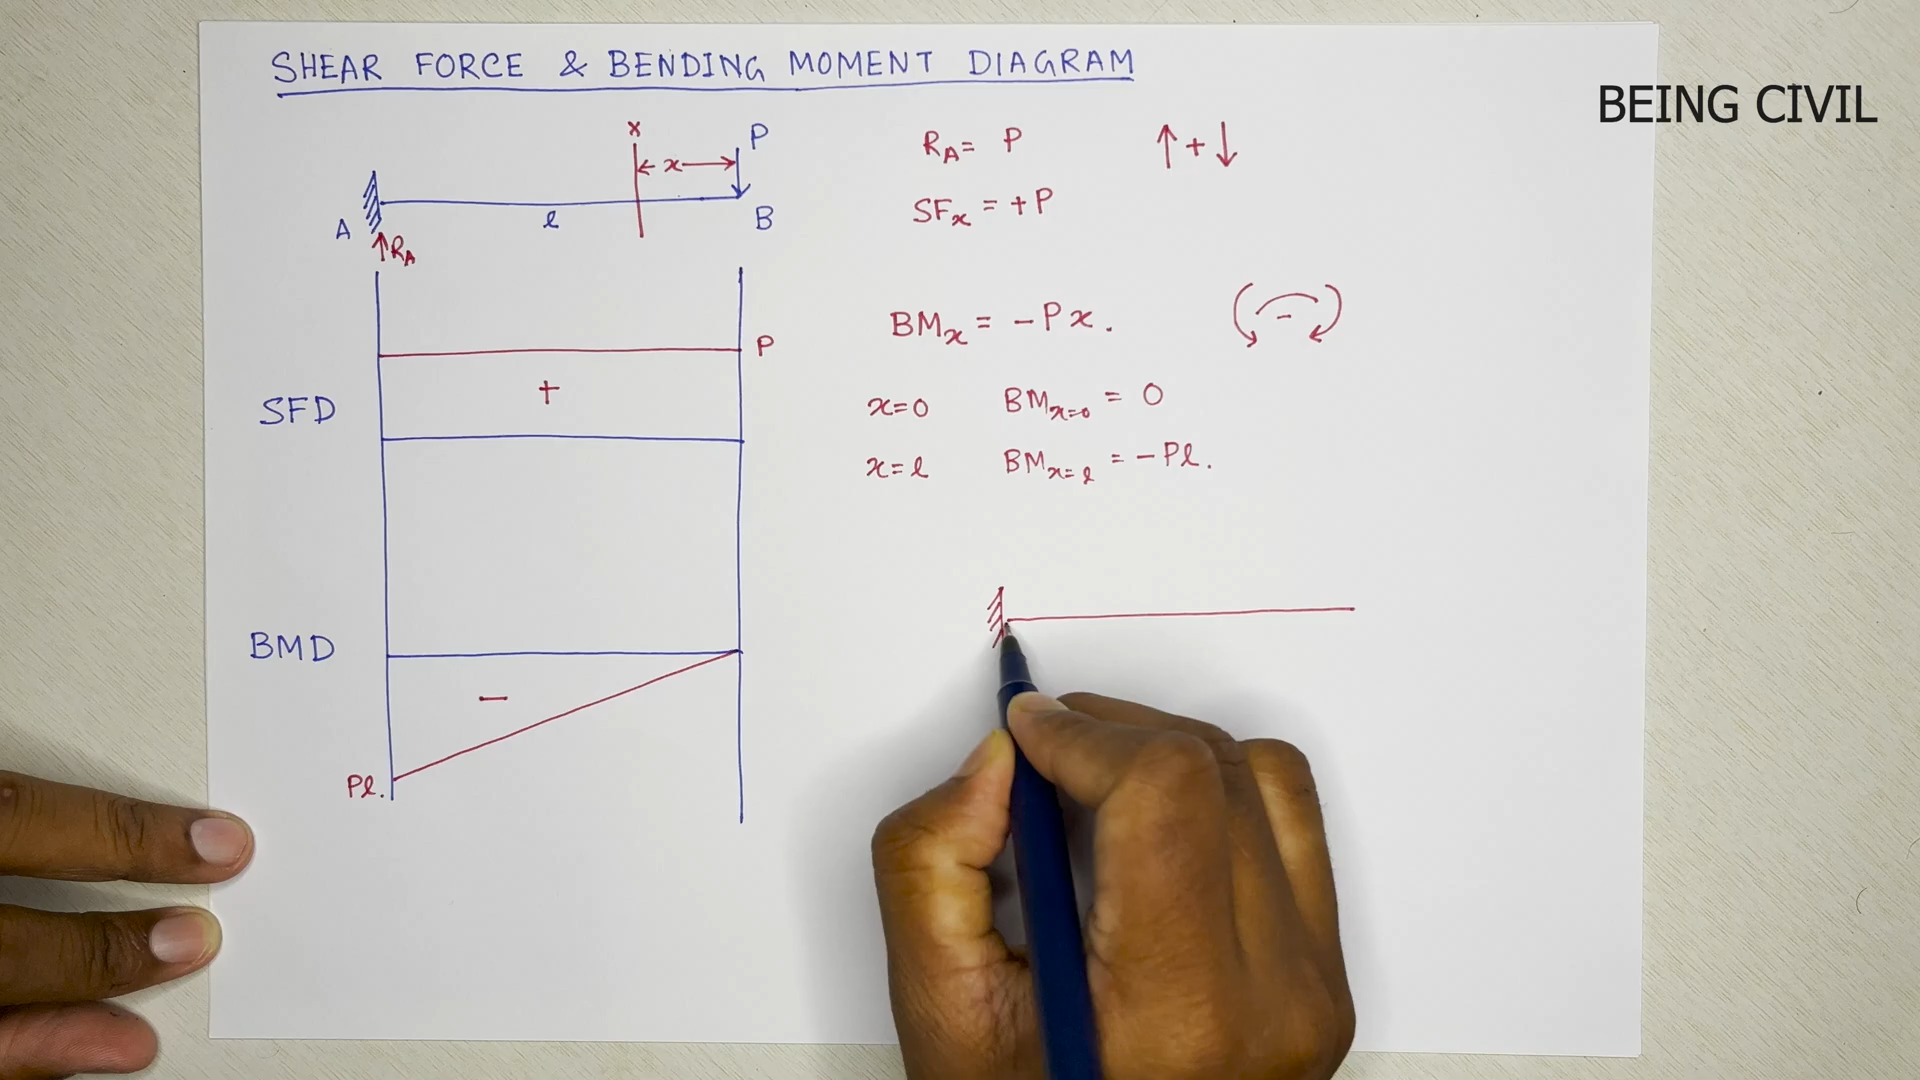 SHEAR FORCE & BENDING MOMENT DIAGRAM
BEING CIVIL
x
← x → P
A l B
↑RA
RA = P ↑+↓
SFx = +P
BMx = -Px. -
x=0 BMx=0 = 0
x=l BMx=l = -Pl.
P
SFD +
BMD
-
Pl.